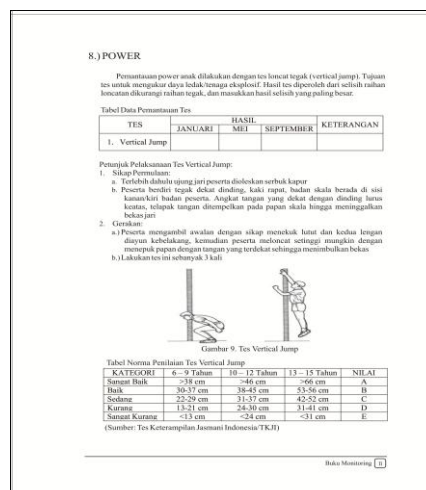 8.) POWER
Pemantauan power anak dilakukan dengan tes loncat tegak (vertical jump). Tujuan
tes untuk mengukur daya ledak/tenaga eksplosif. Hasil tes diperoleh dari selisih raihan
loncatan dikurangi raihan tegak, dan masukkan hasil selisih yang paling besar.
Tabel Data Pemantauan Tes
TES HASIL KETERANGAN
JANUARI MEI SEPTEMBER
1. Vertical Jump
Petunjuk Pelaksanaan Tes Vertical Jump:
1. Sikap Permulaan:
a. Terlebih dahulu ujung jari peserta dioleskan serbuk kapur
b. Peserta berdiri tegak dekat dinding, kaki rapat, badan skala berada di sisi
kanan/kiri badan peserta. Angkat tangan yang dekat dengan dinding lurus
keatas, telapak tangan ditempelkan pada papan skala hingga meninggalkan
bekas jari
2. Gerakan:
a.) Peserta mengambil awalan dengan sikap menekuk lutut dan kedua lengan
diayun kebelakang, kemudian peserta meloncat setinggi mungkin dengan
menepuk papan dengan tangan yang terdekat sehingga menimbulkan bekas
b.) Lakukan tes ini sebanyak 3 kali
Gambar 9. Tes Vertical Jump
Tabel Norma Penilaian Tes Vertical Jump
KATEGORI 6 – 9 Tahun 10 – 12 Tahun 13 – 15 Tahun NILAI
Sangat Baik >38 cm >46 cm >66 cm A
Baik 30-37 cm 38-45 cm 53-56 cm B
Sedang 22-29 cm 31-37 cm 42-52 cm C
Kurang 13-21 cm 24-30 cm 31-41 cm D
Sangat Kurang <13 cm <24 cm <31 cm E
(Sumber: Tes Keterampilan Jasmani Indonesia/TKJI)
Buku Monitoring